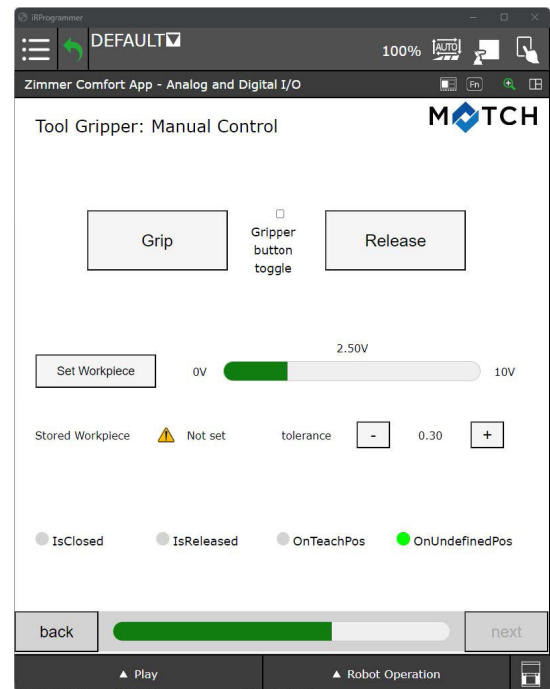 iRProgrammer
DEFAULT
100% AUTO
Zimmer Comfort App - Analog and Digital I/O
Fn
MATCH
Tool Gripper: Manual Control
Grip
Gripper
button
toggle
Release
2.50V
Set Workpiece
0V
10V
Stored Workpiece
Not set
tolerance
-
0.30
+
IsClosed
IsReleased
OnTeachPos
OnUndefinedPos
back
next
▲ Play
▲ Robot Operation